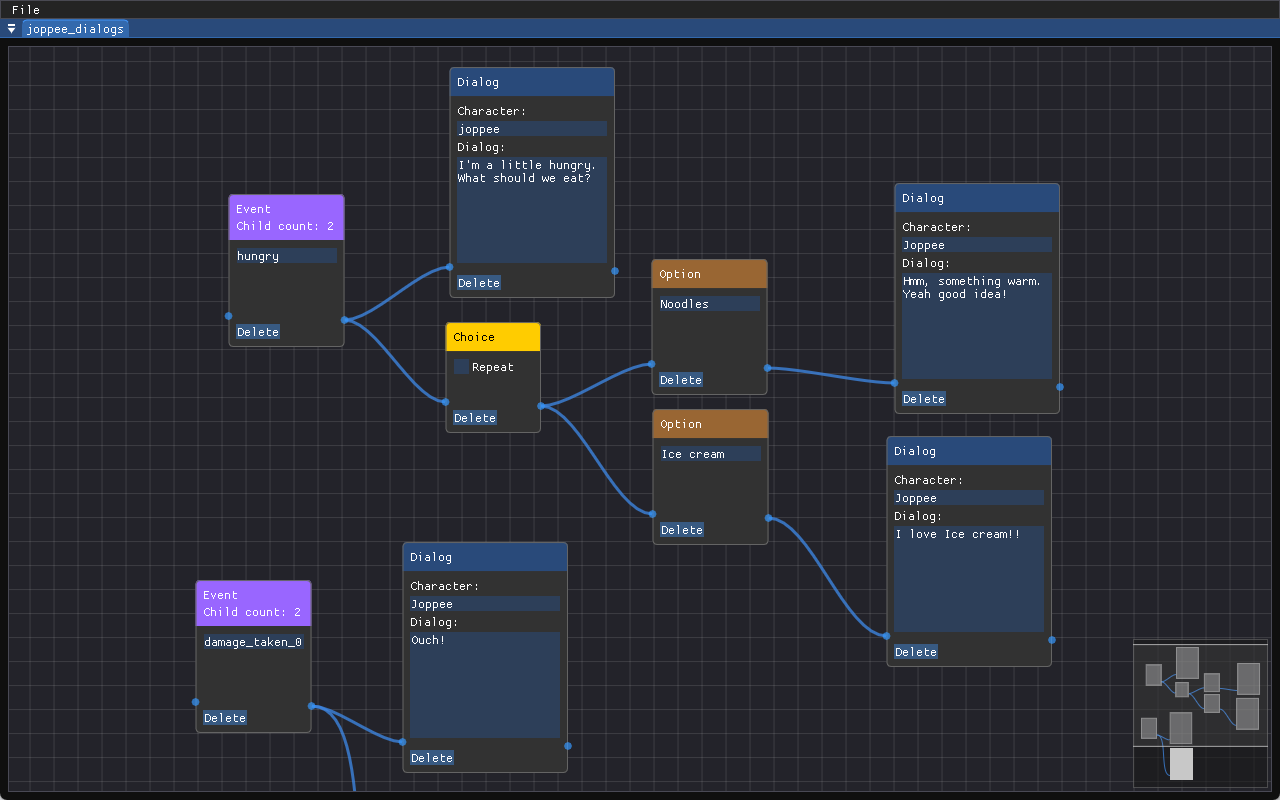 File
joppee_dialogs
Dialog
Character:
joppee
Dialog:
I'm a little hungry.
What should we eat?
Delete
Event
Child count: 2
hungry
Delete
Choice
Repeat
Delete
Option
Noodles
Delete
Dialog
Character:
Joppee
Dialog:
Hmm, something warm.
Yeah good idea!
Delete
Option
Ice cream
Delete
Dialog
Character:
Joppee
Dialog:
I love Ice cream!!
Delete
Event
Child count: 2
damage_taken_0
Delete
Dialog
Character:
Joppee
Dialog:
Ouch!
Delete